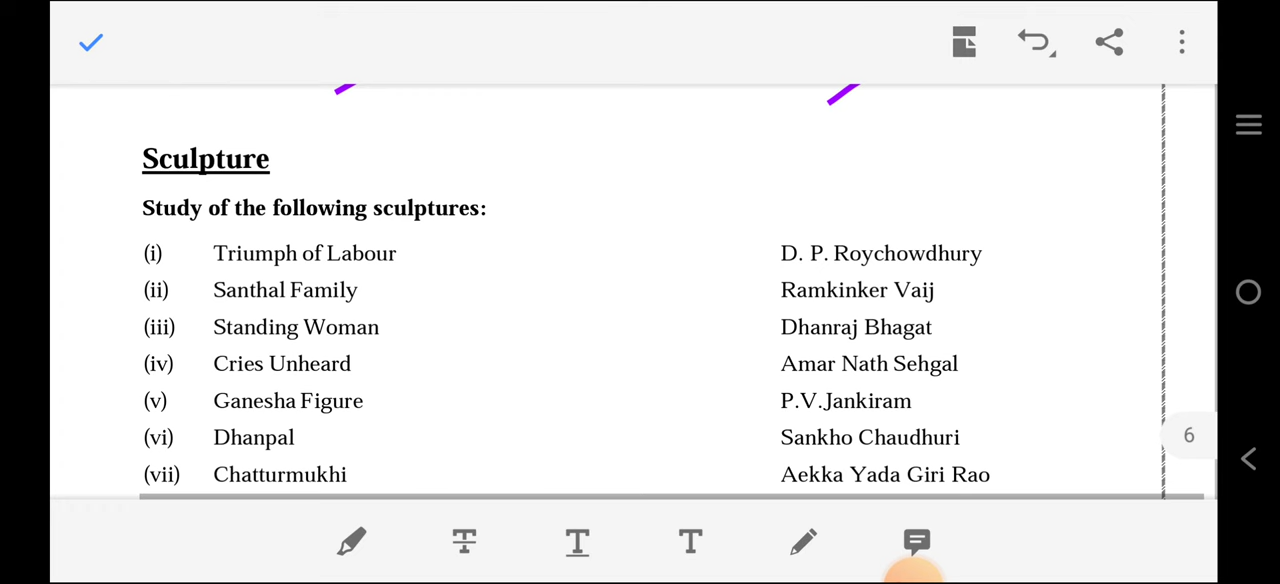 Sculpture
Study of the following sculptures:
(i) Triumph of Labour D. P. Roychowdhury
(ii) Santhal Family Ramkinker Vaij
(iii) Standing Woman Dhanraj Bhagat
(iv) Cries Unheard Amar Nath Sehgal
(v) Ganesha Figure P.V.Jankiram
(vi) Dhanpal Sankho Chaudhuri
(vii) Chatturmukhi Aekka Yada Giri Rao
6
T T T